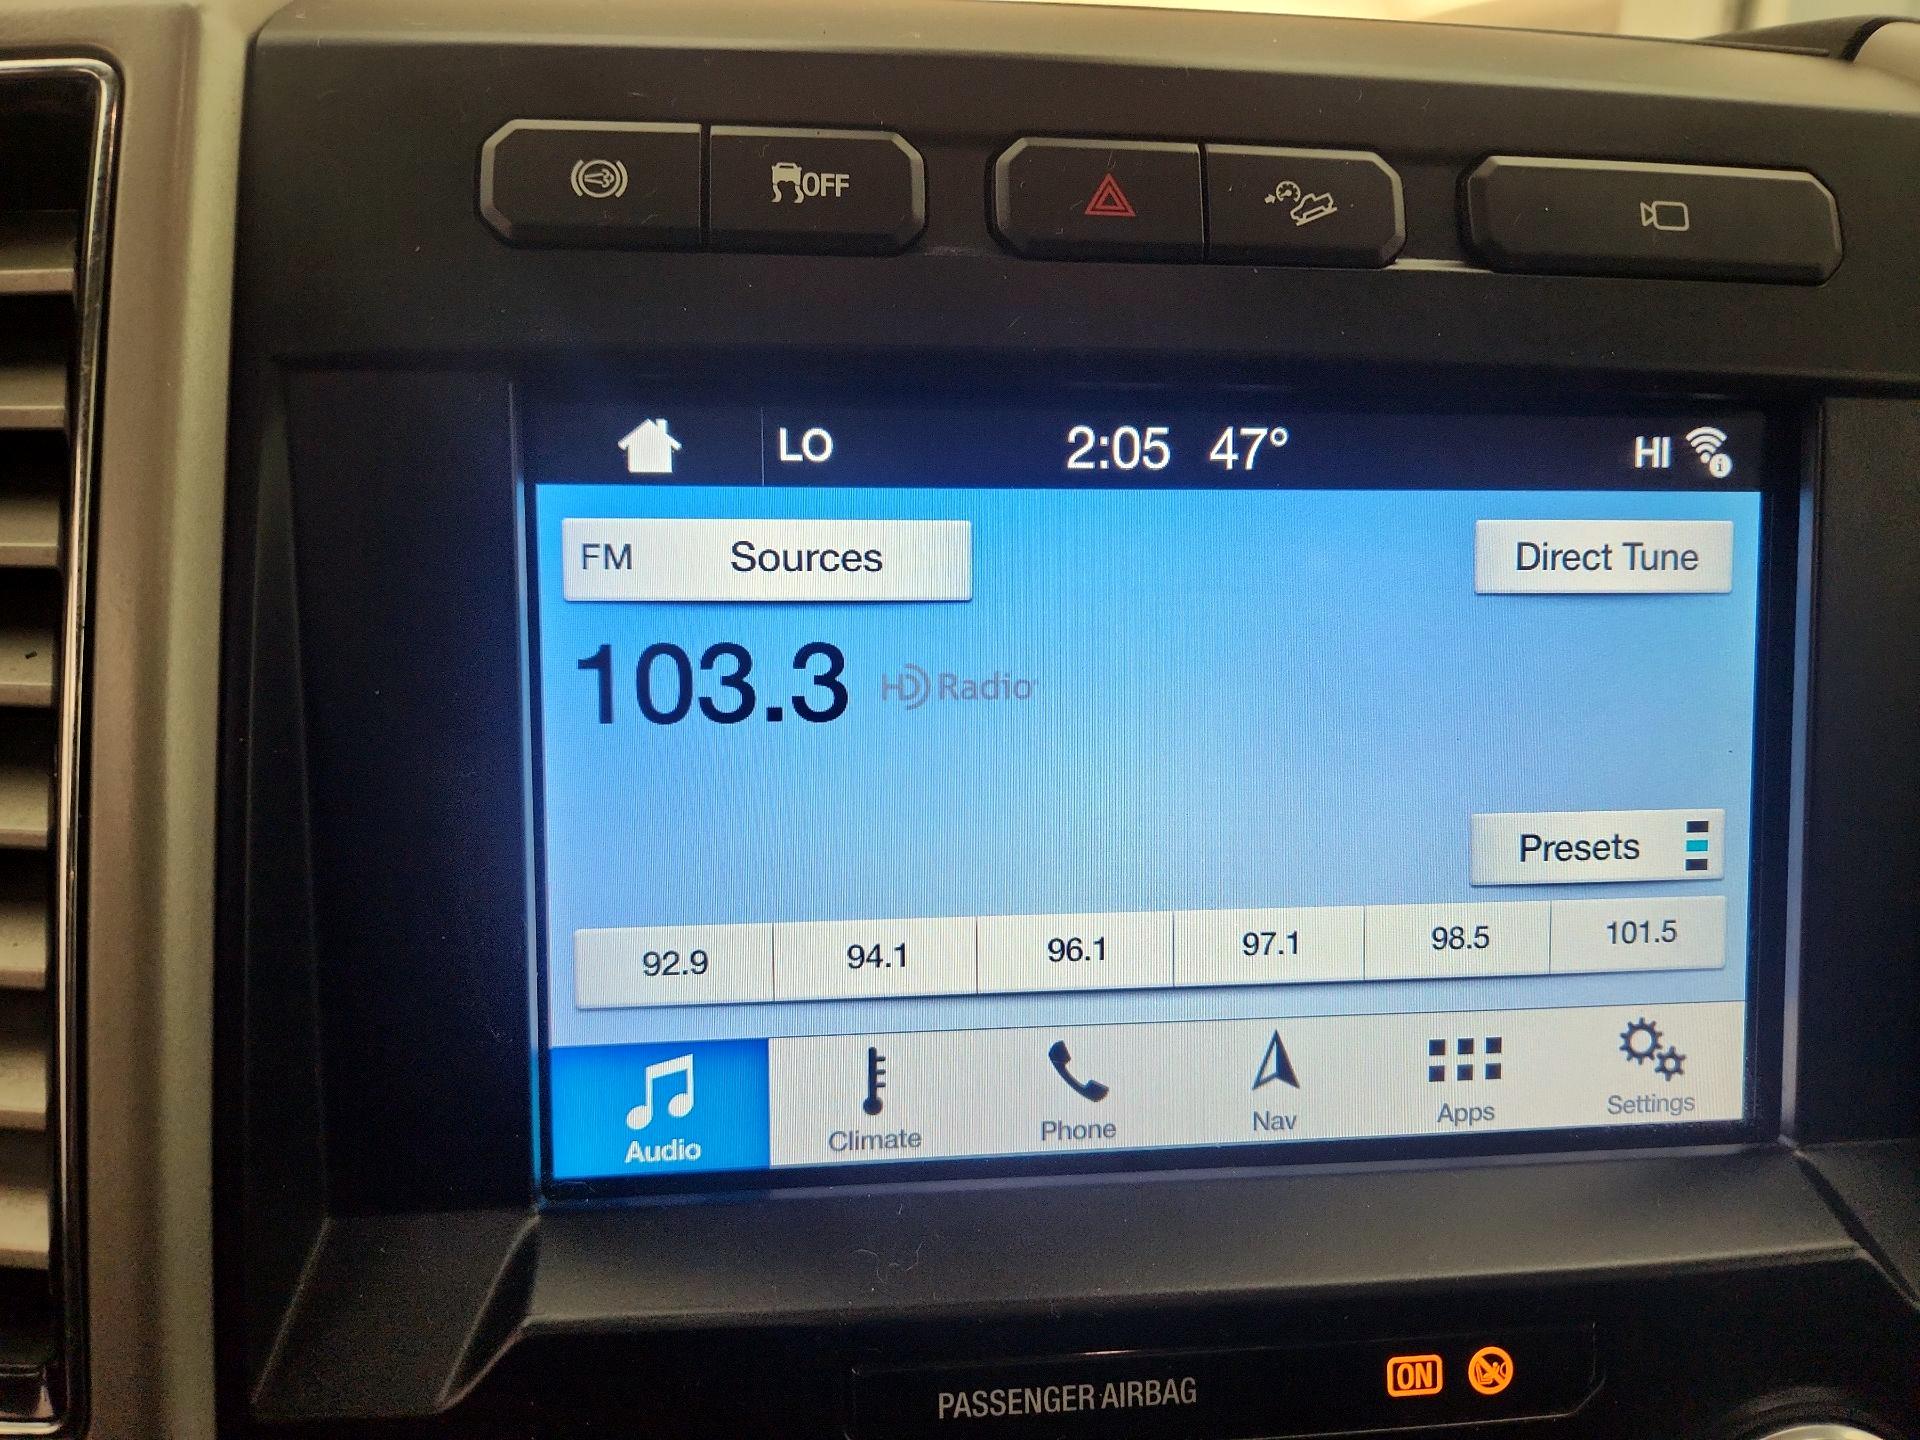 OFF
LO 2:05 47° HI
FM Sources Direct Tune
103.3 HD Radio
Presets
92.9 94.1 96.1 97.1 98.5 101.5
Audio Climate Phone Nav Apps Settings
PASSENGER AIRBAG ON